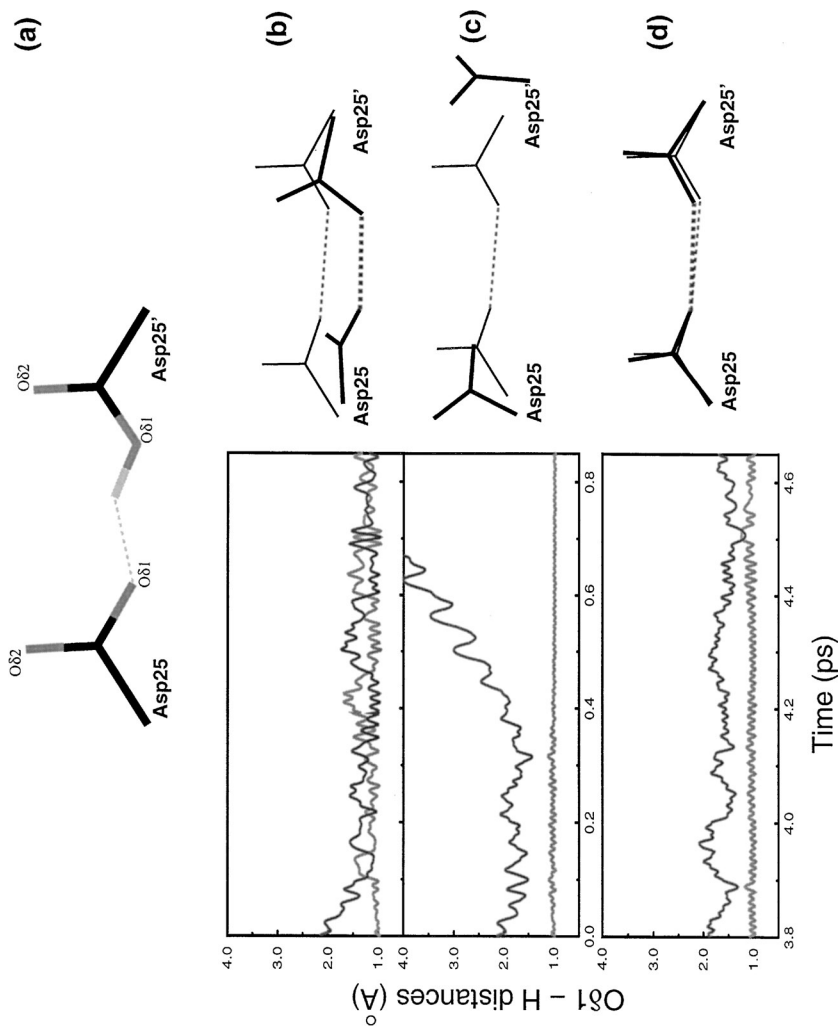 (a)
Oδ2
Oδ2
Oδ1
Oδ1
Asp25
Asp25'
(b)
Asp25
Asp25'
(c)
Asp25
Asp25'
(d)
Asp25
Asp25'
Oδ1 – H distances (Å)
4.0
3.0
2.0
1.0
4.0
3.0
2.0
1.0
0.0
0.2
0.4
0.6
0.8
4.0
3.0
2.0
1.0
3.8
4.0
4.2
4.4
4.6
Time (ps)